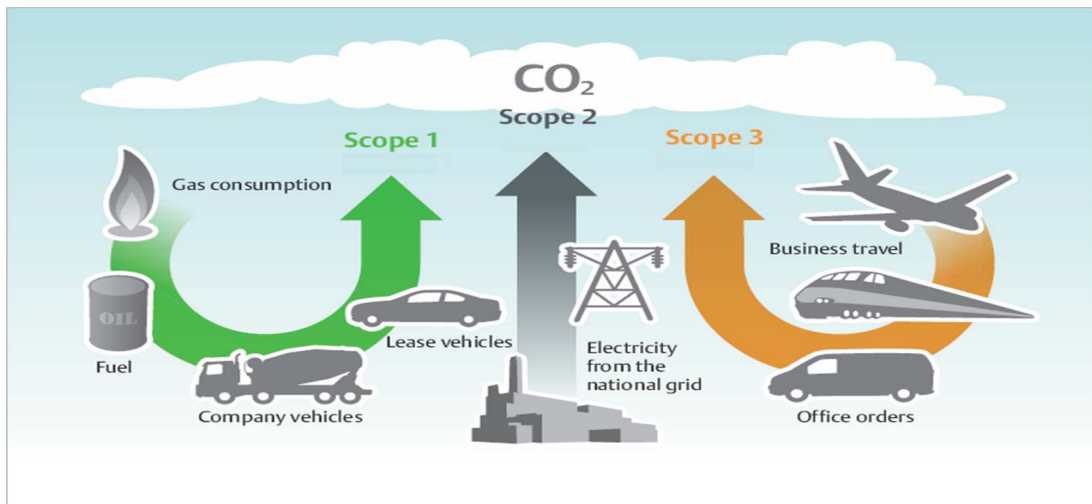 CO₂
Scope 2
Scope 1
Scope 3
Gas consumption
OIL
Fuel
Company vehicles
Lease vehicles
Electricity
from the
national grid
Business travel
Office orders